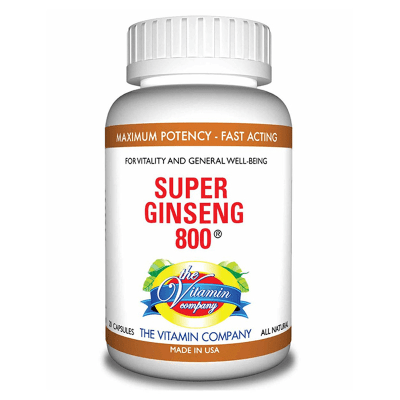 MAXIMUM POTENCY - FAST ACTING
FOR VITALITY AND GENERAL WELL-BEING
SUPER
GINSENG
800®
the
Vitamin
company
CAPSULES
ALL NATURAL
THE VITAMIN COMPANY
MADE IN USA